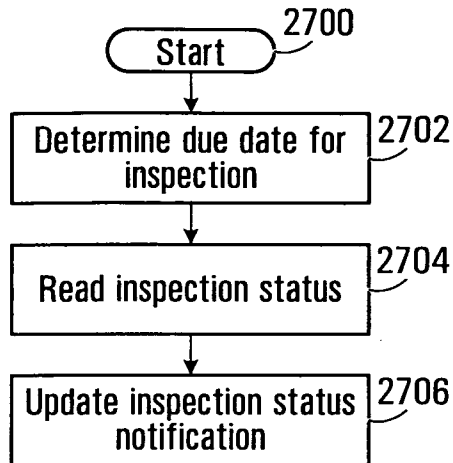 2700
Start
2702
Determine due date for
inspection
2704
Read inspection status
2706
Update inspection status
notification